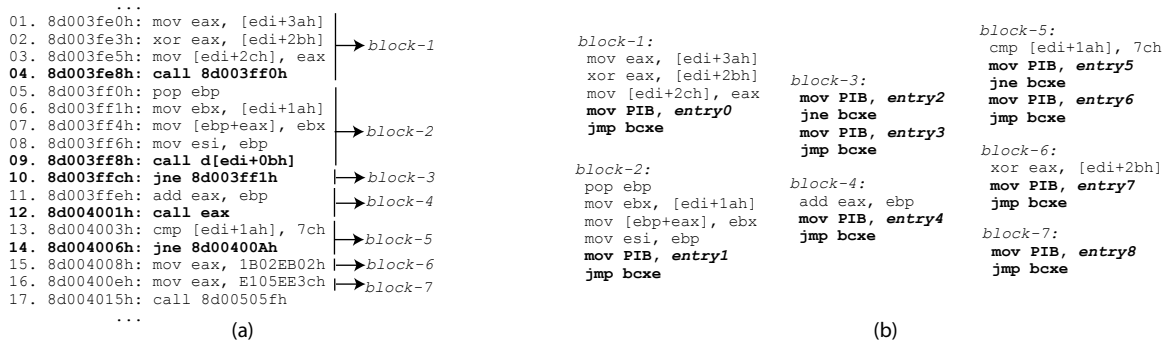 ...
01. 8d003fe0h: mov eax, [edi+3ah]
02. 8d003fe3h: xor eax, [edi+2bh]
03. 8d003fe5h: mov [edi+2ch], eax
04. 8d003fe8h: call 8d003ff0h
05. 8d003ff0h: pop ebp
06. 8d003ff1h: mov ebx, [edi+1ah]
07. 8d003ff4h: mov [ebp+eax], ebx
08. 8d003ff6h: mov esi, ebp
09. 8d003ff8h: call d[edi+0bh]
10. 8d003ffch: jne 8d003ff1h
11. 8d003ffeh: add eax, ebp
12. 8d004001h: call eax
13. 8d004003h: cmp [edi+1ah], 7ch
14. 8d004006h: jne 8d00400Ah
15. 8d004008h: mov eax, 1B02EB02h
16. 8d00400eh: mov eax, E105EE3ch
17. 8d004015h: call 8d00505fh
...
block-1
block-2
block-3
block-4
block-5
block-6
block-7
(a)
block-1:
mov eax, [edi+3ah]
xor eax, [edi+2bh]
mov [edi+2ch], eax
mov PIB, entry0
jmp bcxe
block-2:
pop ebp
mov ebx, [edi+1ah]
mov [ebp+eax], ebx
mov esi, ebp
mov PIB, entry1
jmp bcxe
block-3:
mov PIB, entry2
jne bcxe
mov PIB, entry3
jmp bcxe
block-4:
add eax, ebp
mov PIB, entry4
jmp bcxe
block-5:
cmp [edi+1ah], 7ch
mov PIB, entry5
jne bcxe
mov PIB, entry6
jmp bcxe
block-6:
xor eax, [edi+2bh]
mov PIB, entry7
jmp bcxe
block-7:
mov PIB, entry8
jmp bcxe
(b)